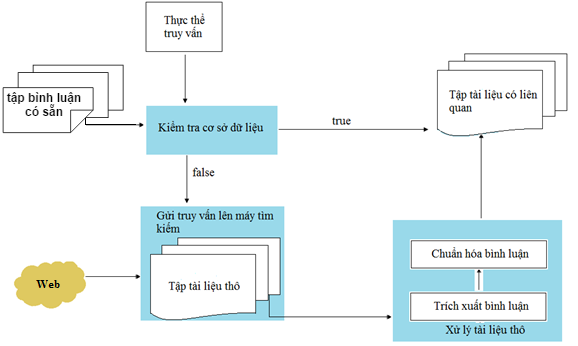 Thực thể
truy vấn
tập bình luận
có sẵn
Tập tài liệu có liên
quan
Kiểm tra cơ sở dữ liệu
true
false
Gửi truy vấn lên máy tìm
kiếm
Tập tài liệu thô
Web
Chuẩn hóa bình luận
Trích xuất bình luận
Xử lý tài liệu thô